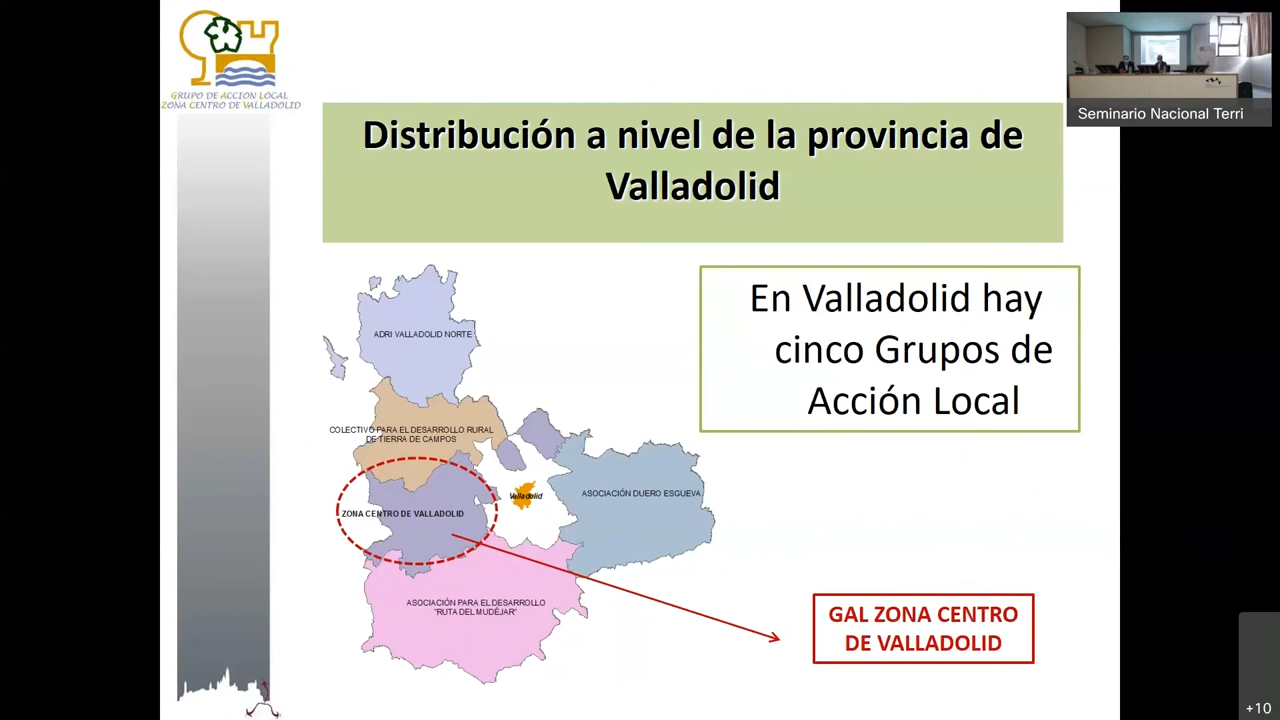 GRUPO DE ACCION LOCAL
ZONA CENTRO DE VALLADOLID
Seminario Nacional Terri
Distribución a nivel de la provincia de
Valladolid
ADRI VALLADOLID NORTE
COLECTIVO PARA EL DESARROLLO RURAL
DE TIERRA DE CAMPOS
ZONA CENTRO DE VALLADOLID
Valladolid
ASOCIACIÓN DUERO ESGUEVA
ASOCIACIÓN PARA EL DESARROLLO
"RUTA DEL MUDÉJAR"
En Valladolid hay
cinco Grupos de
Acción Local
GAL ZONA CENTRO
DE VALLADOLID
+10